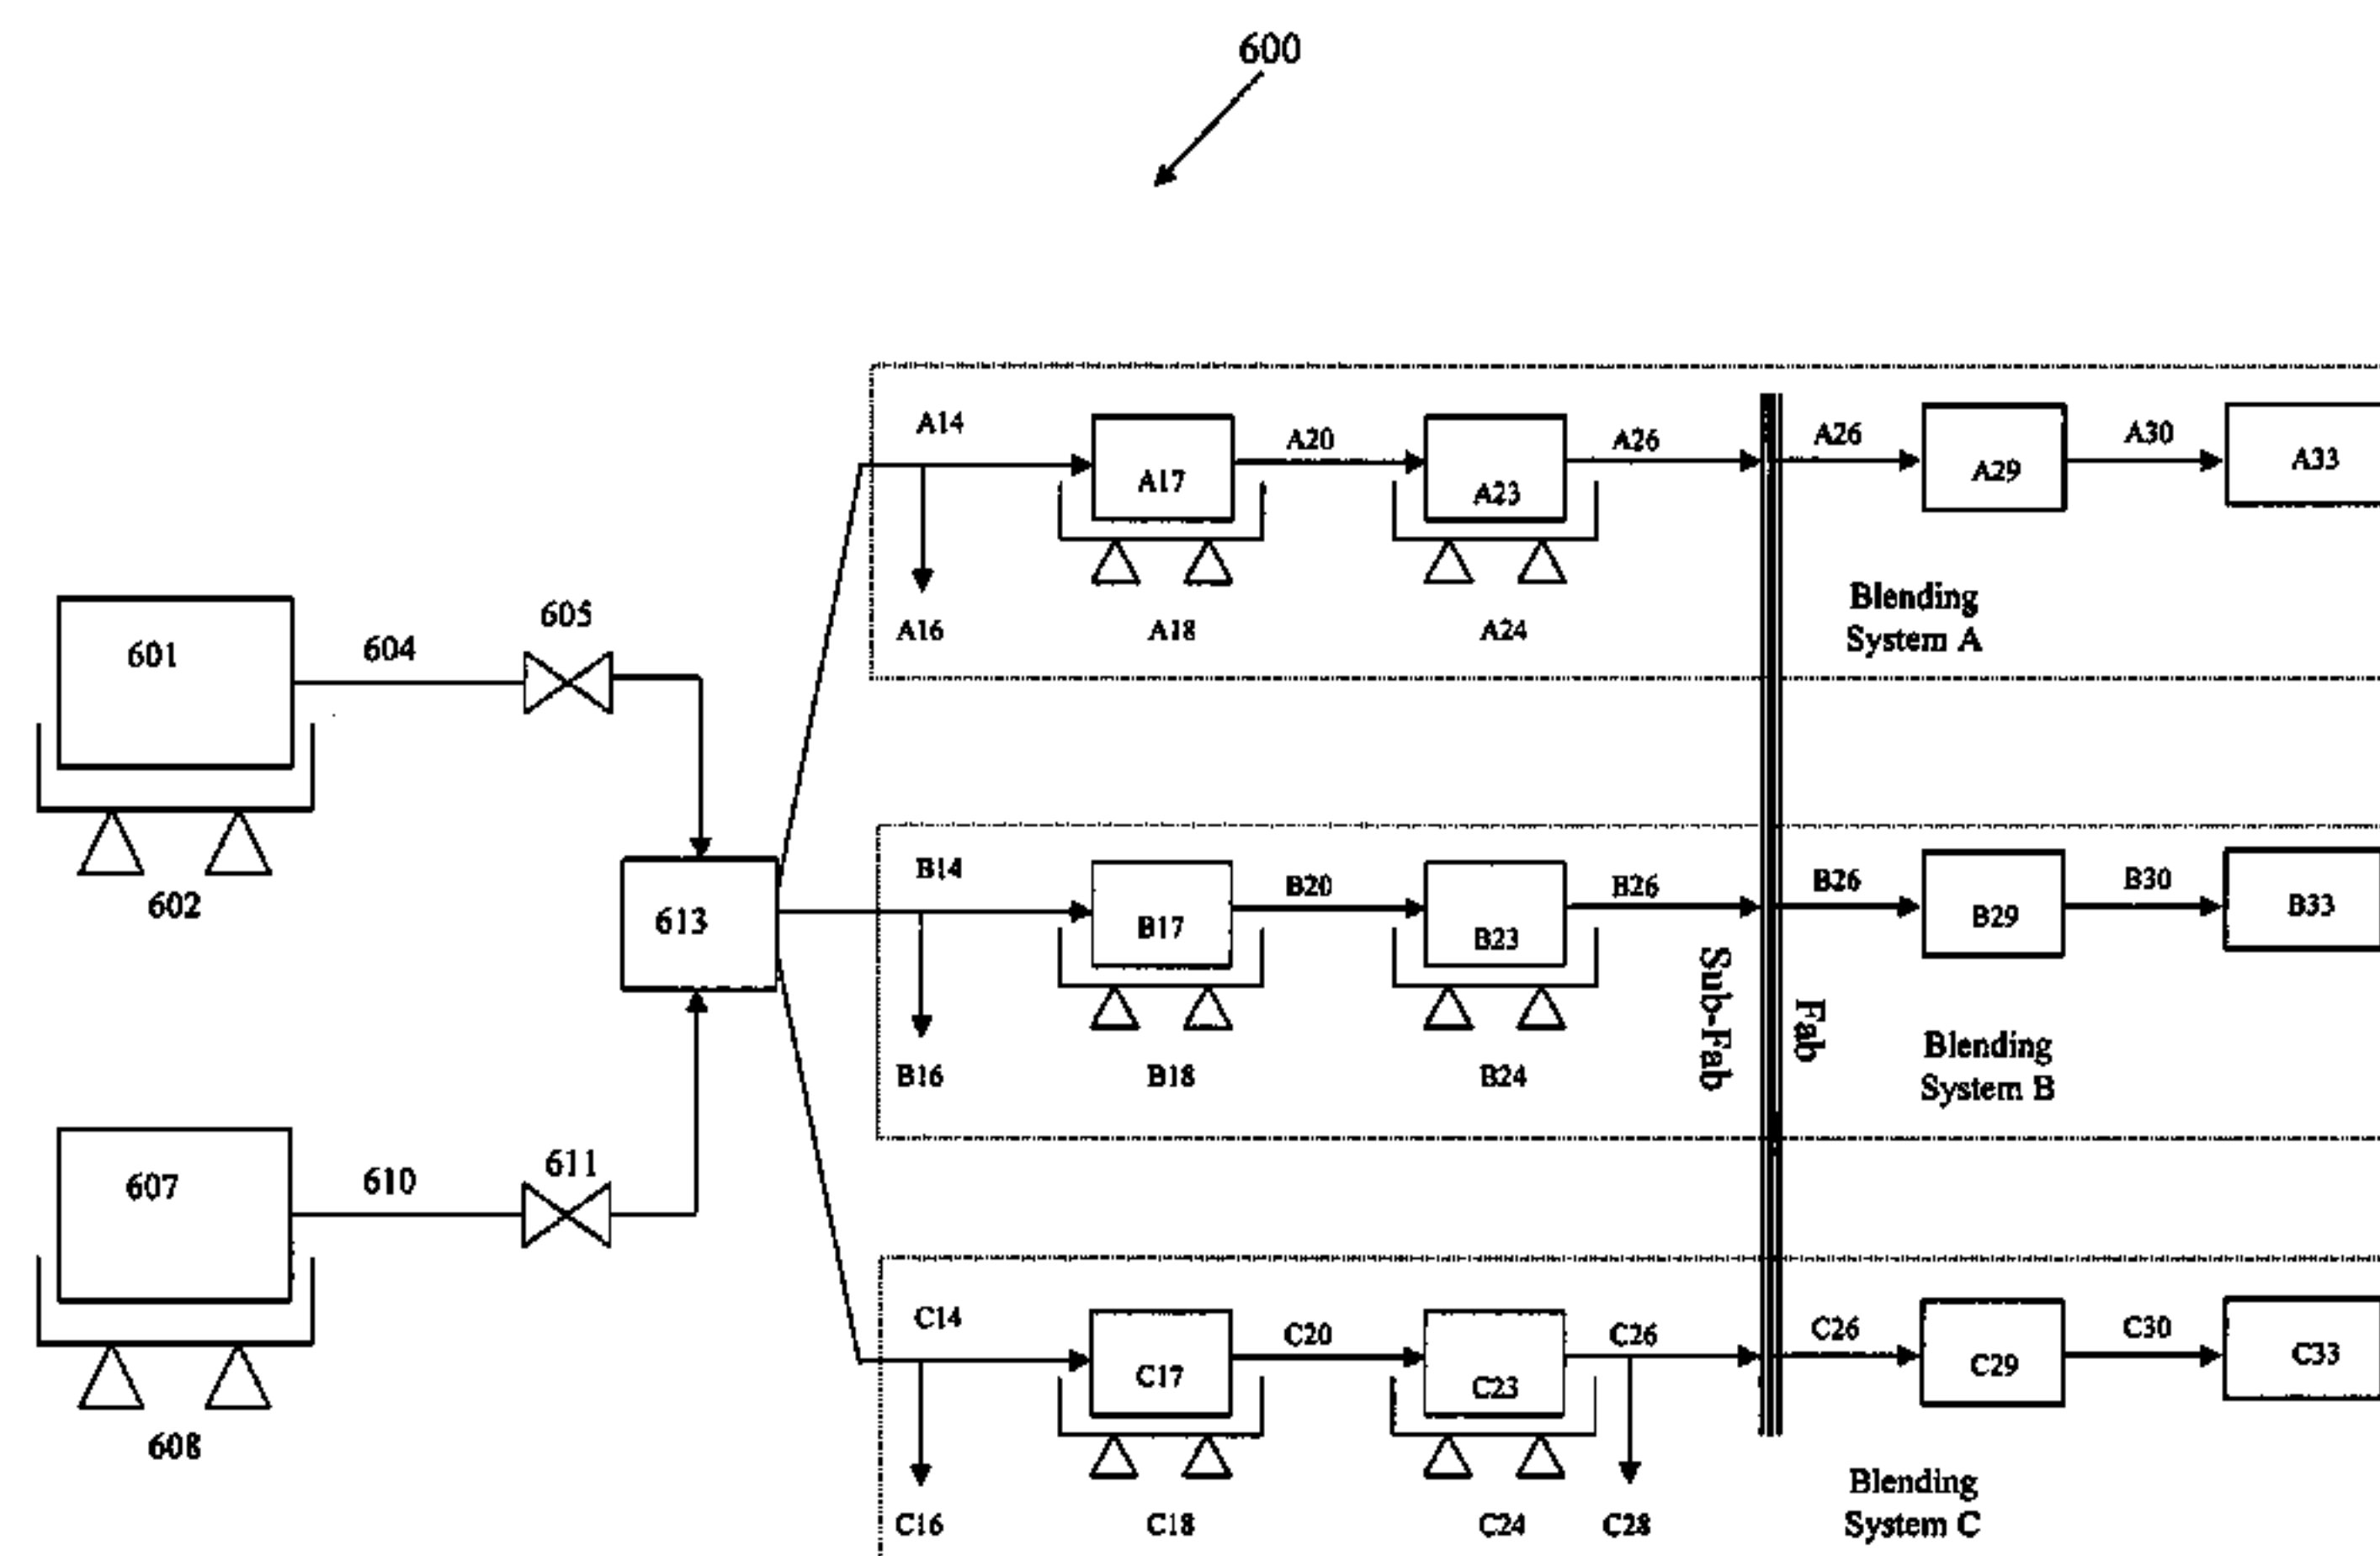 600
A14
A17
A20
A23
A26
A26
A29
A30
A33
A16
A18
A24
Blending
System A
601
604
605
602
613
B14
B17
B20
B23
B26
B26
B29
B30
B33
B16
B18
B24
Sub-Fab
Fab
Blending
System B
607
610
611
608
C14
C17
C20
C23
C26
C26
C29
C30
C33
C16
C18
C24
C28
Blending
System C